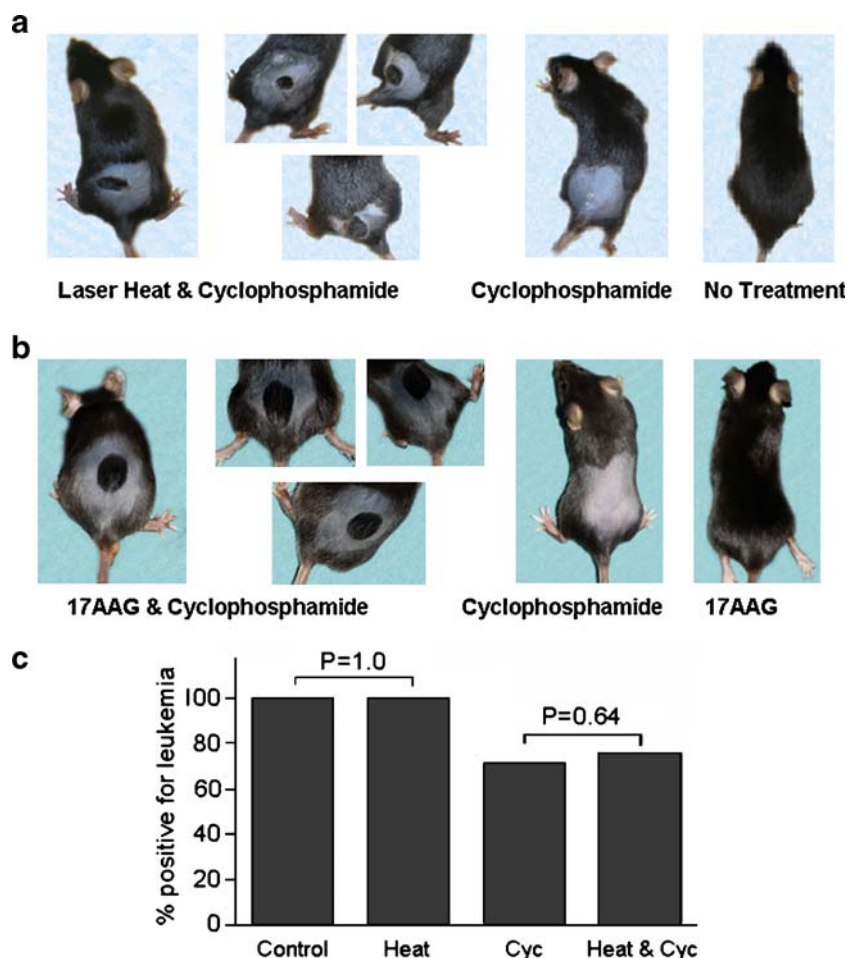 a
Laser Heat & Cyclophosphamide
Cyclophosphamide
No Treatment
b
17AAG & Cyclophosphamide
Cyclophosphamide
17AAG
c
% positive for leukemia
100
80
60
40
20
0
P=1.0
P=0.64
Control
Heat
Cyc
Heat & Cyc